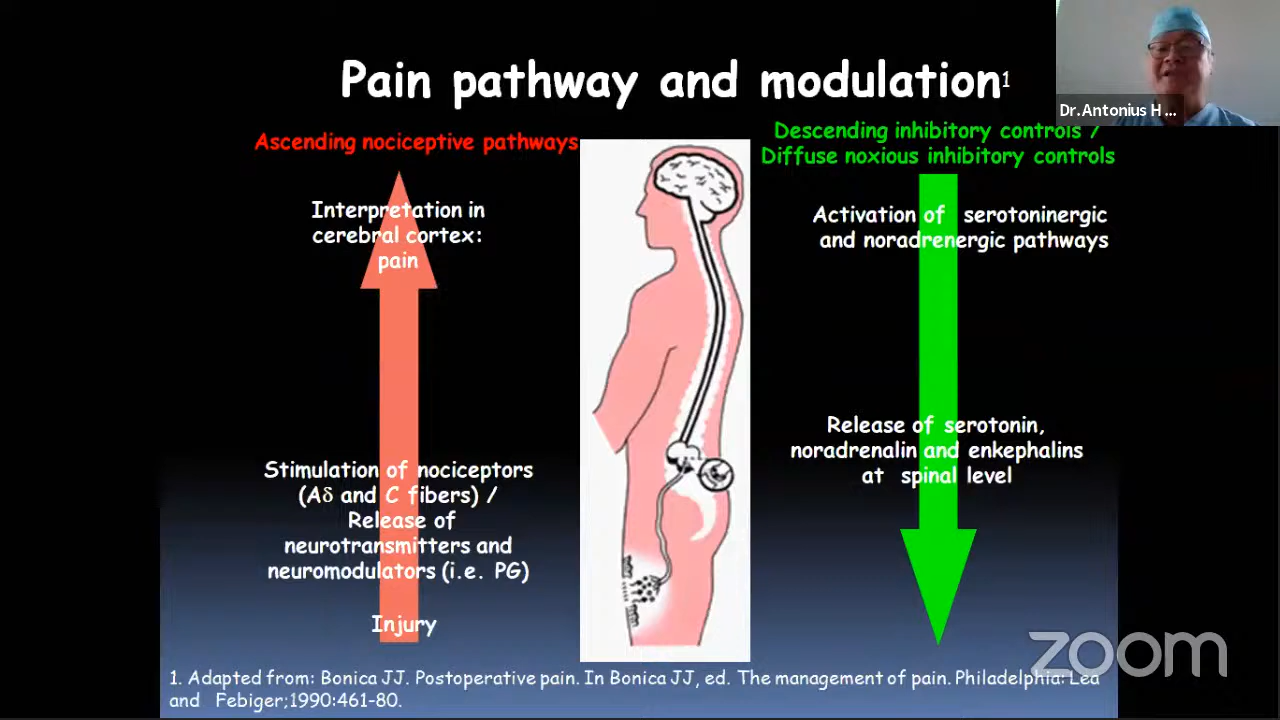 Pain pathway and modulation1
Dr.Antonius H ...
Ascending nociceptive pathways
Descending inhibitory controls /
Diffuse noxious inhibitory controls
Interpretation in
cerebral cortex:
pain
Activation of serotoninergic
and noradrenergic pathways
Stimulation of nociceptors
(Aδ and C fibers) /
Release of
neurotransmitters and
neuromodulators (i.e. PG)
Injury
Release of serotonin,
noradrenalin and enkephalins
at spinal level
zoom
1. Adapted from: Bonica JJ. Postoperative pain. In Bonica JJ, ed. The management of pain. Philadelphia: Lea
and Febiger;1990:461-80.